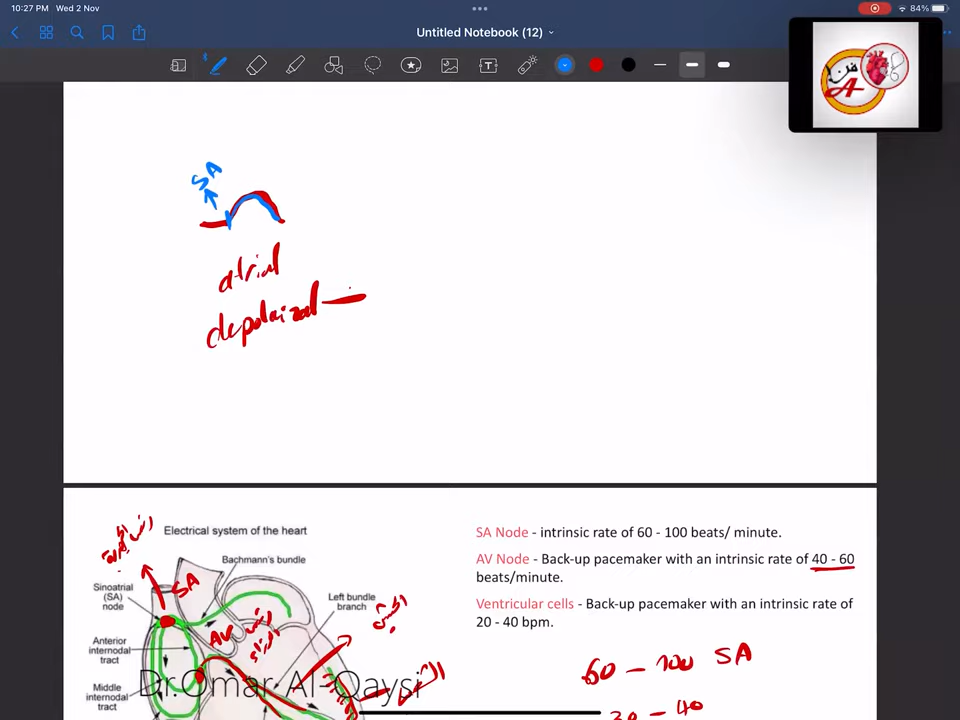 10:27 PM Wed 2 Nov
84%
Untitled Notebook (12)
فن
A
SA
atrial
Electrical system of the heart
Bachmann's bundle
Sinoatrial
(SA)
node
SA
Left bundle
branch
Anterior
internodal
tract
AV
Middle
internodal
tract
Dr.Omar Al-Qaysi
SA Node - intrinsic rate of 60 - 100 beats/ minute.
AV Node - Back-up pacemaker with an intrinsic rate of 40 - 60
beats/minute.
Ventricular cells - Back-up pacemaker with an intrinsic rate of
20 - 40 bpm.
60 - 100 SA